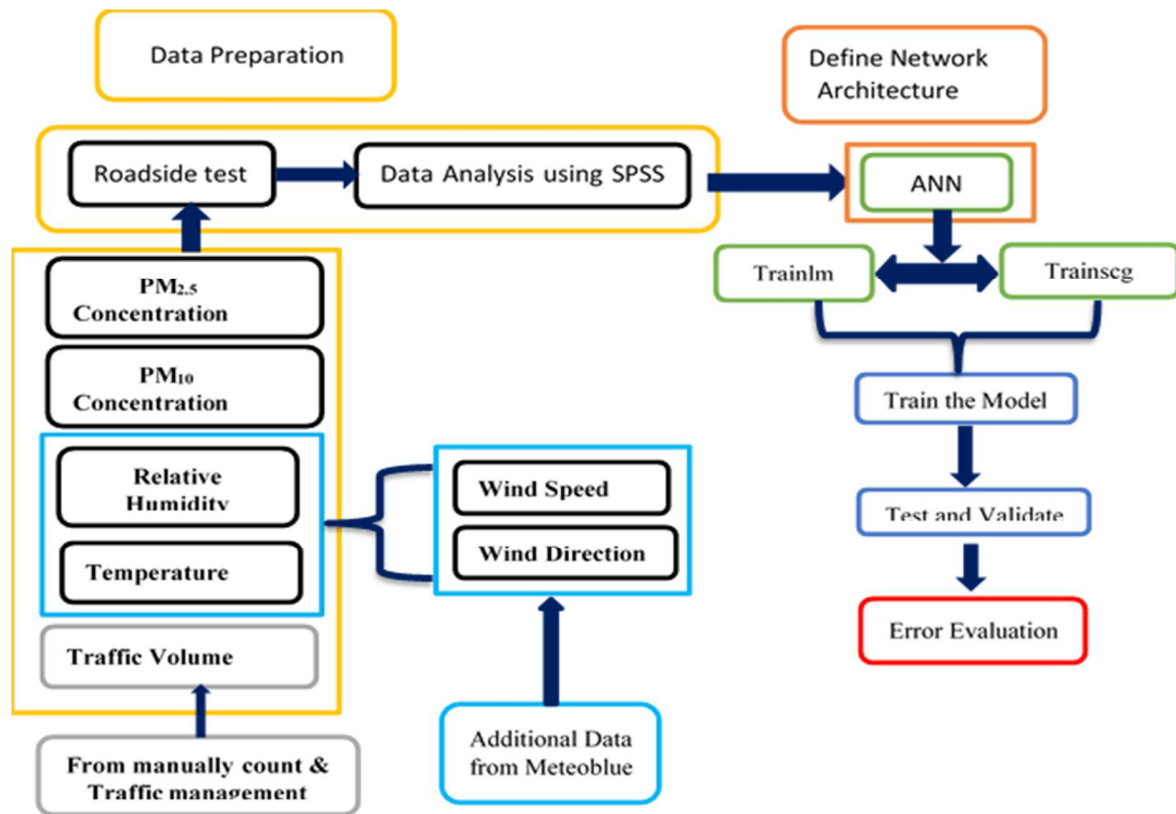 Data Preparation
Define Network
Architecture
Roadside test
Data Analysis using SPSS
ANN
Trainlm
Trainscg
PM2.5
Concentration
PM10
Concentration
Relative
Humidity
Temperature
Traffic Volume
From manually count &
Traffic management
Wind Speed
Wind Direction
Additional Data
from Meteoblue
Train the Model
Test and Validate
Error Evaluation